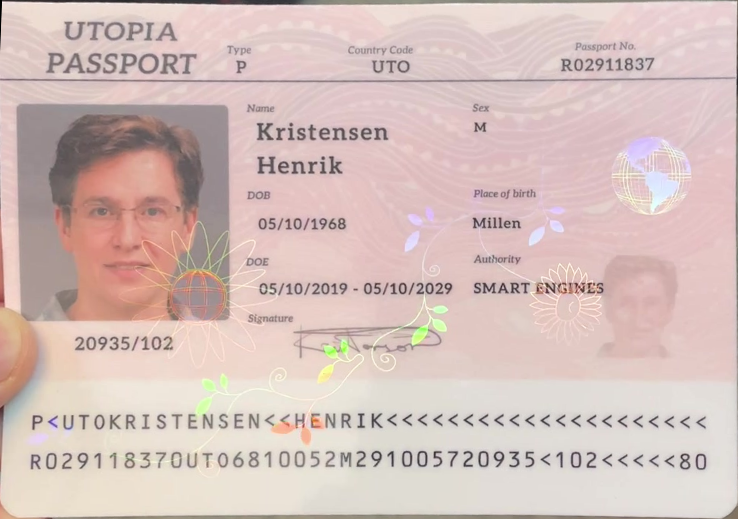 UTOPIA
PASSPORT
Type
P
Country Code
UTO
Passport No.
R02911837
Name
Kristensen
Henrik
Sex
M
DOB
05/10/1968
Place of birth
Millen
DOE
05/10/2019 - 05/10/2029
Authority
SMART ENGINES
Signature
20935/102
P<UTOKRISTENSEN<<HENRIK<<<<<<<<<<<<<<<<<<<<<
R029118370UTO6810052M291005720935<102<<<<<80